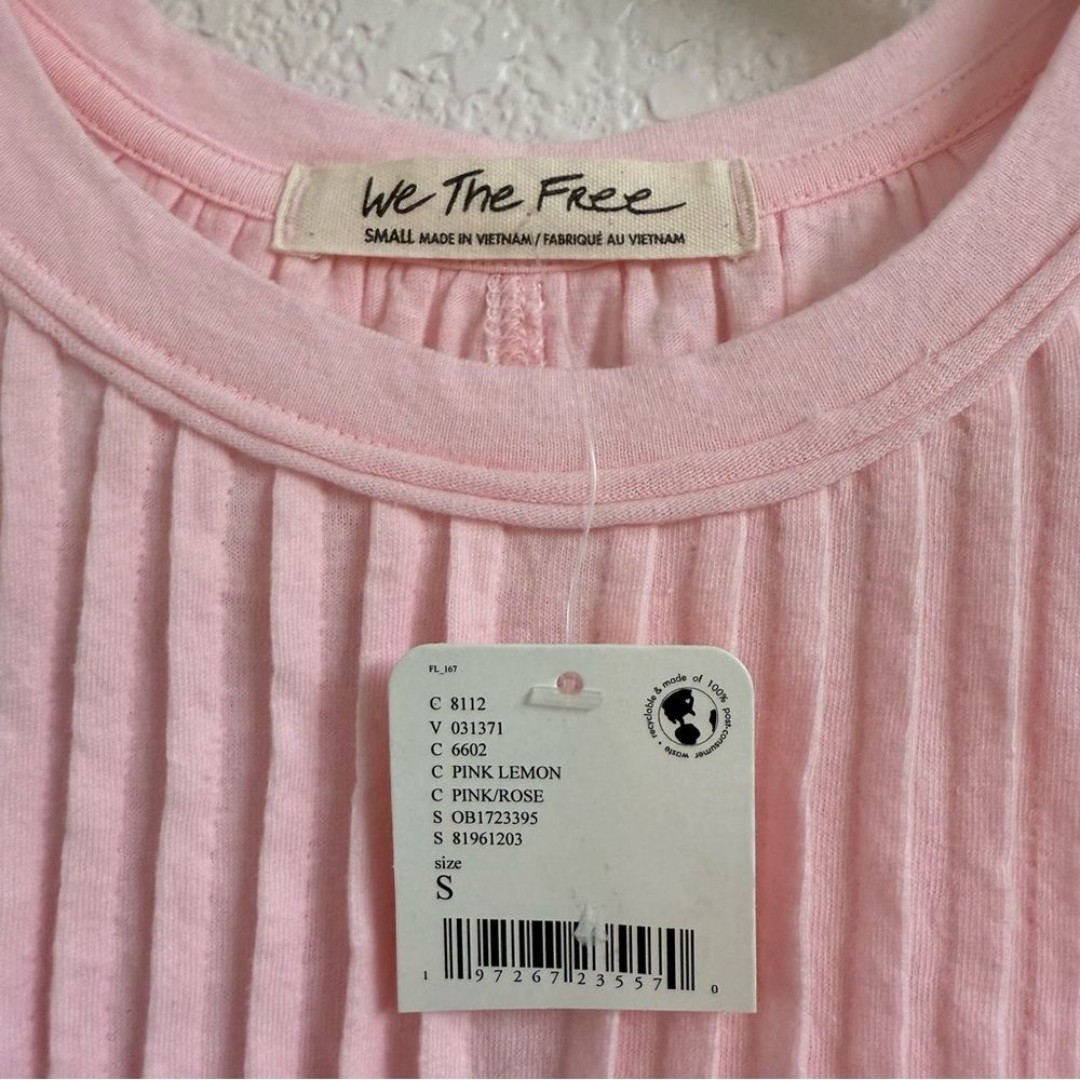 We The Free
SMALL MADE IN VIETNAM / FABRIQUÉ AU VIETNAM
FL_167
recyclable & made of 100% post-consumer waste •
C 8112
V 031371
C 6602
C PINK LEMON
C PINK/ROSE
S OB1723395
S 81961203
size
S
1 97267 23557 0